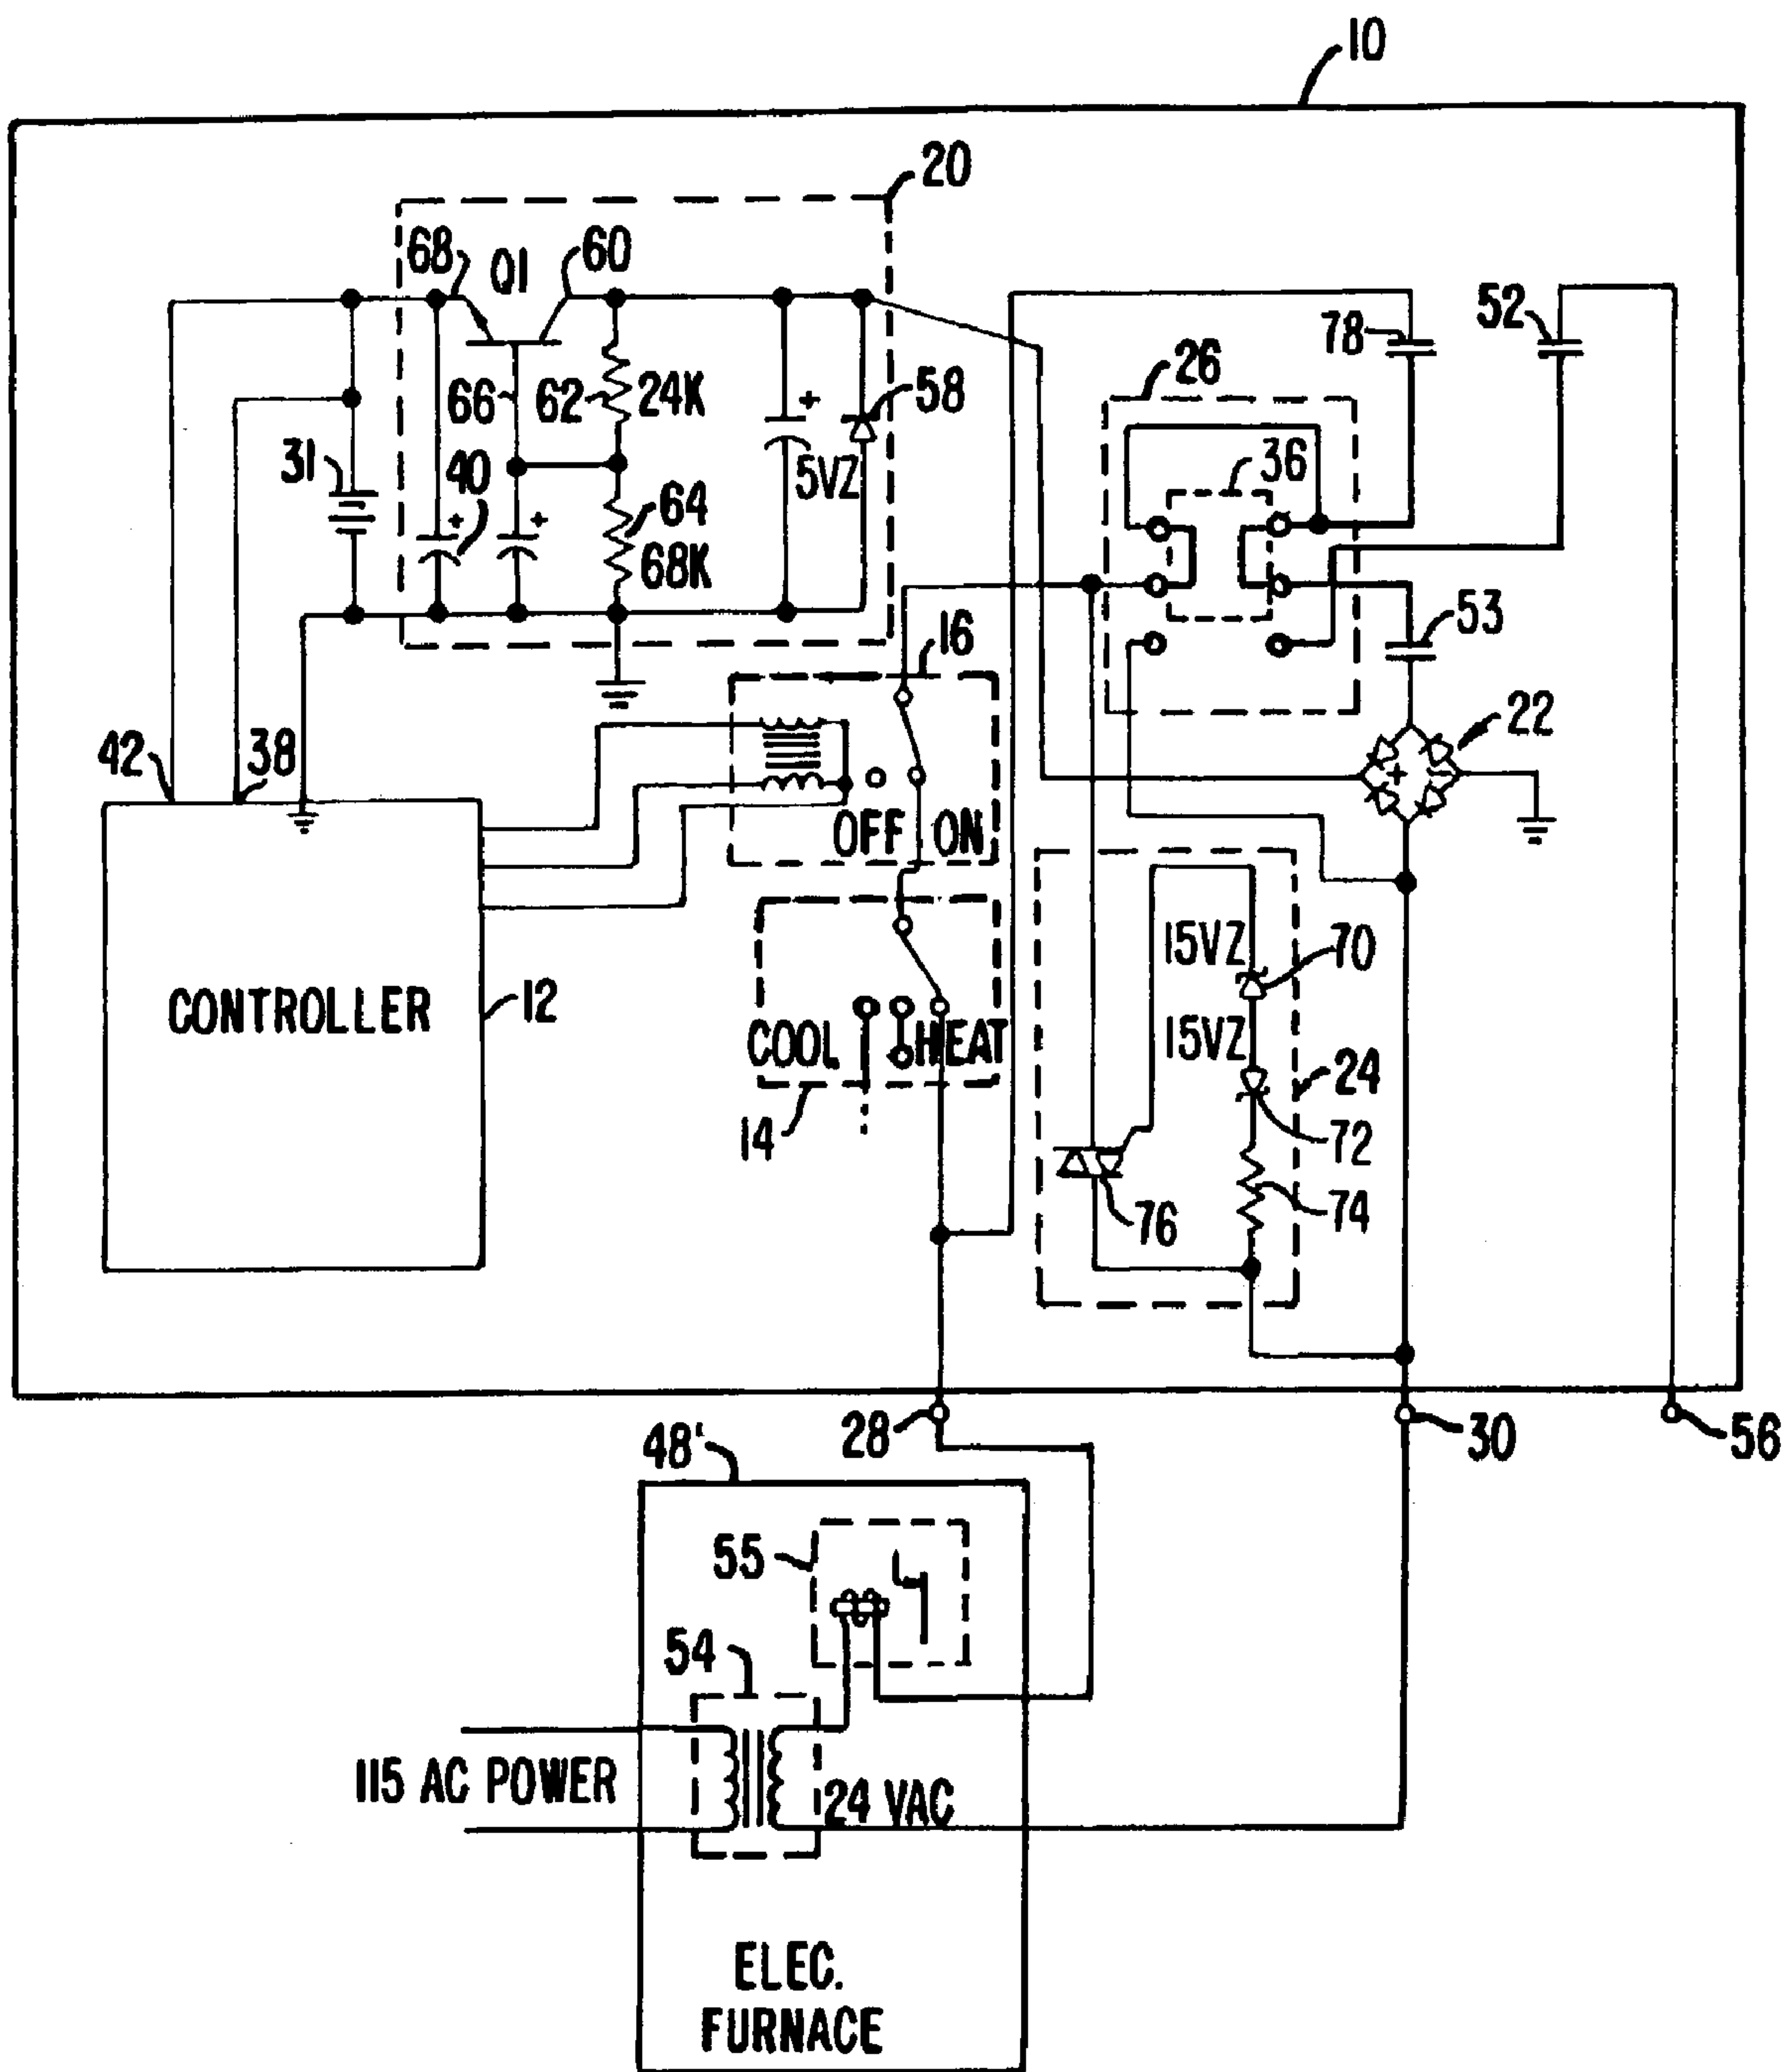 10
20
68
Q1
60
52
78
26
66
62
24K
+
58
31
40
5VZ
36
+
+
64
68K
53
16
22
42
38
+
OFF ON
15VZ
70
CONTROLLER
12
15VZ
COOL
HEAT
24
14
72
76
74
28
30
56
48'
55
54
115 AC POWER
24 VAC
ELEC.
FURNACE